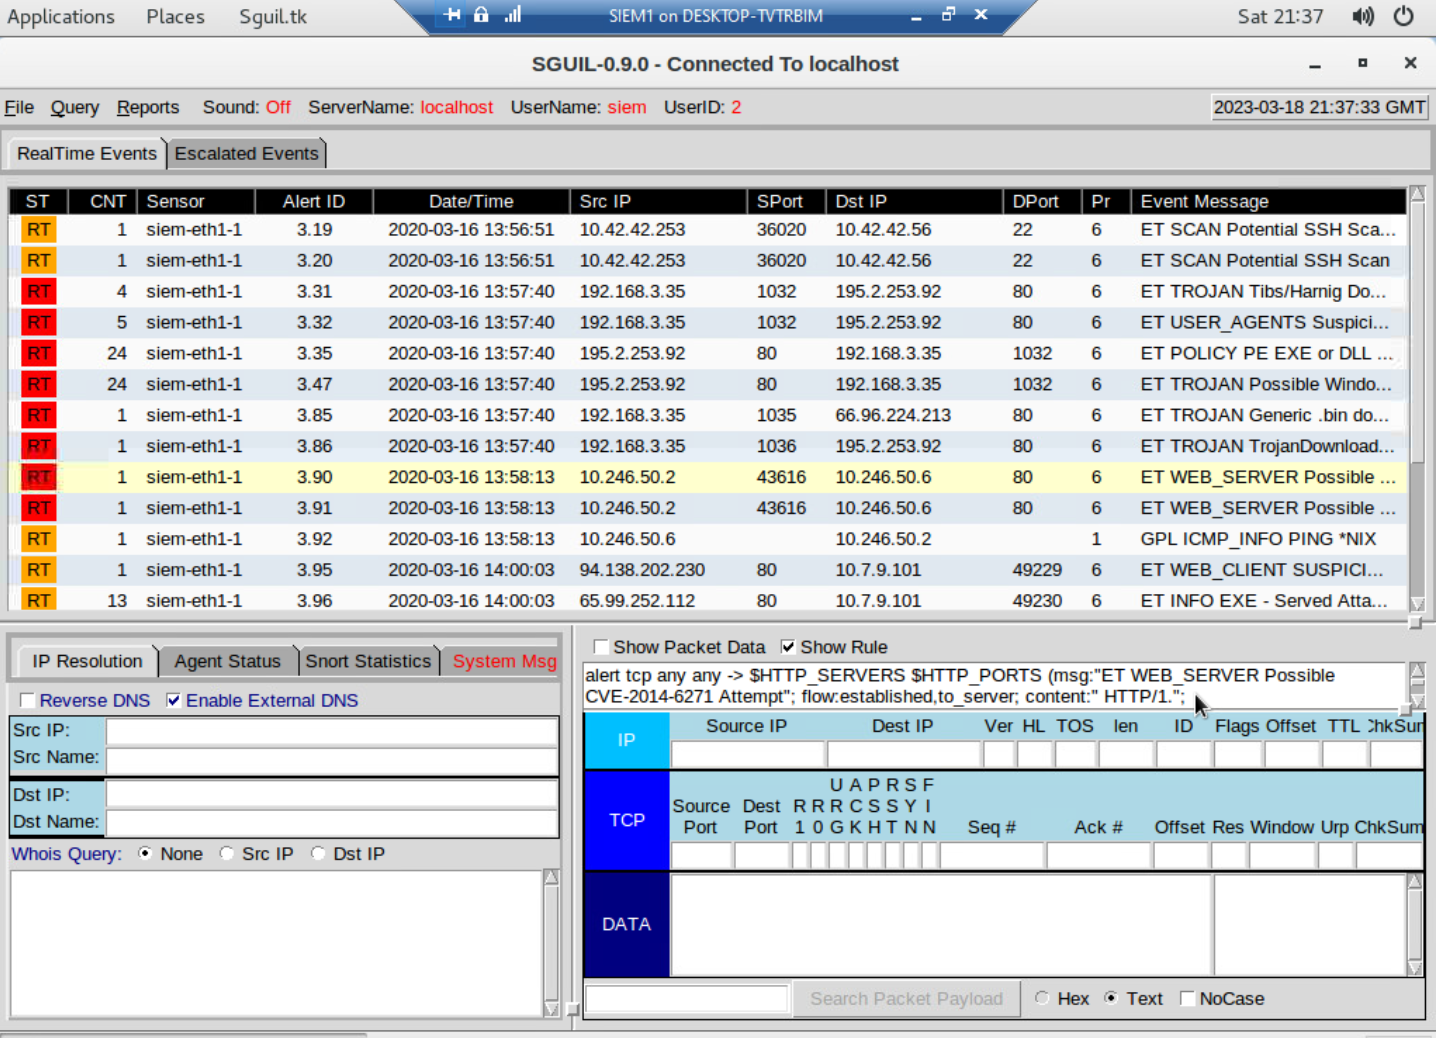 Applications Places Sguil.tk SIEM1 on DESKTOP-TVTRBIM Sat 21:37
SGUIL-0.9.0 - Connected To localhost
File Query Reports Sound: Off ServerName: localhost UserName: siem UserID: 2 2023-03-18 21:37:33 GMT
RealTime Events Escalated Events
ST CNT Sensor Alert ID Date/Time Src IP SPort Dst IP DPort Pr Event Message
RT 1 siem-eth1-1 3.19 2020-03-16 13:56:51 10.42.42.253 36020 10.42.42.56 22 6 ET SCAN Potential SSH Sca...
RT 1 siem-eth1-1 3.20 2020-03-16 13:56:51 10.42.42.253 36020 10.42.42.56 22 6 ET SCAN Potential SSH Scan
RT 4 siem-eth1-1 3.31 2020-03-16 13:57:40 192.168.3.35 1032 195.2.253.92 80 6 ET TROJAN Tibs/Harnig Do...
RT 5 siem-eth1-1 3.32 2020-03-16 13:57:40 192.168.3.35 1032 195.2.253.92 80 6 ET USER_AGENTS Suspici...
RT 24 siem-eth1-1 3.35 2020-03-16 13:57:40 195.2.253.92 80 192.168.3.35 1032 6 ET POLICY PE EXE or DLL ...
RT 24 siem-eth1-1 3.47 2020-03-16 13:57:40 195.2.253.92 80 192.168.3.35 1032 6 ET TROJAN Possible Windo...
RT 1 siem-eth1-1 3.85 2020-03-16 13:57:40 192.168.3.35 1035 66.96.224.213 80 6 ET TROJAN Generic .bin do...
RT 1 siem-eth1-1 3.86 2020-03-16 13:57:40 192.168.3.35 1036 195.2.253.92 80 6 ET TROJAN TrojanDownload...
RT 1 siem-eth1-1 3.90 2020-03-16 13:58:13 10.246.50.2 43616 10.246.50.6 80 6 ET WEB_SERVER Possible ...
RT 1 siem-eth1-1 3.91 2020-03-16 13:58:13 10.246.50.2 43616 10.246.50.6 80 6 ET WEB_SERVER Possible ...
RT 1 siem-eth1-1 3.92 2020-03-16 13:58:13 10.246.50.6 10.246.50.2 1 GPL ICMP_INFO PING *NIX
RT 1 siem-eth1-1 3.95 2020-03-16 14:00:03 94.138.202.230 80 10.7.9.101 49229 6 ET WEB_CLIENT SUSPICI...
RT 13 siem-eth1-1 3.96 2020-03-16 14:00:03 65.99.252.112 80 10.7.9.101 49230 6 ET INFO EXE - Served Atta...
IP Resolution Agent Status Snort Statistics System Msg
Reverse DNS Enable External DNS
Src IP:
Src Name:
Dst IP:
Dst Name:
Whois Query: None Src IP Dst IP
Show Packet Data Show Rule
alert tcp any any -> $HTTP_SERVERS $HTTP_PORTS (msg:"ET WEB_SERVER Possible
CVE-2014-6271 Attempt"; flow:established,to_server; content:" HTTP/1.";
IP Source IP Dest IP Ver HL TOS len ID Flags Offset TTL ChkSum
U A P R S F
TCP Source Dest R R R C S S Y I
Port Port 1 0 G K H T N N Seq # Ack # Offset Res Window Urp ChkSum
DATA
Search Packet Payload Hex Text NoCase